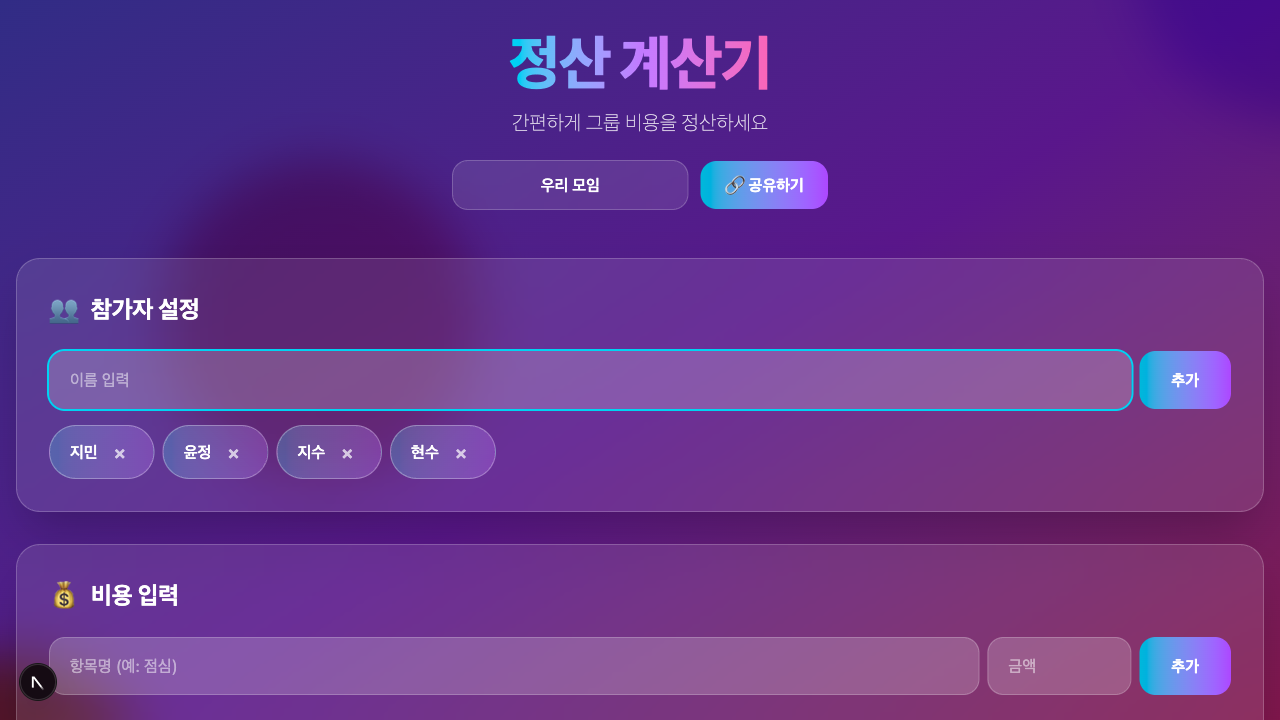 정산 계산기
간편하게 그룹 비용을 정산하세요
우리 모임
🔗 공유하기
👥 참가자 설정
이름 입력
추가
지민 ×
윤정 ×
지수 ×
현수 ×
💰 비용 입력
항목명 (예: 점심)
금액
추가